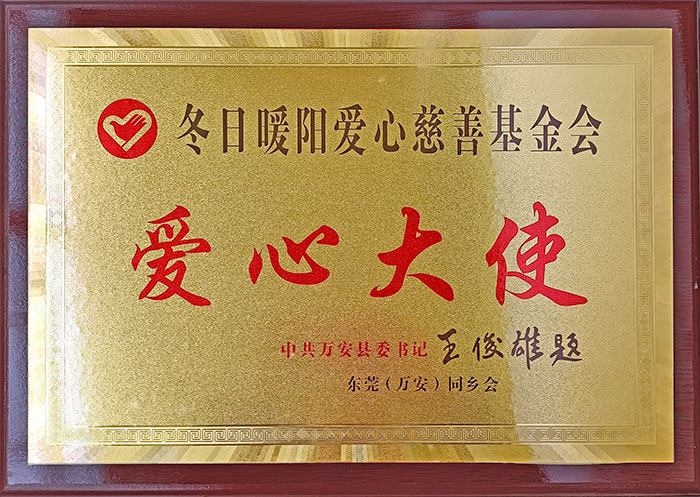 冬日暖阳爱心慈善基金会
爱心大使
中共万安县委书记 王俊雄题
东莞（万安）同乡会